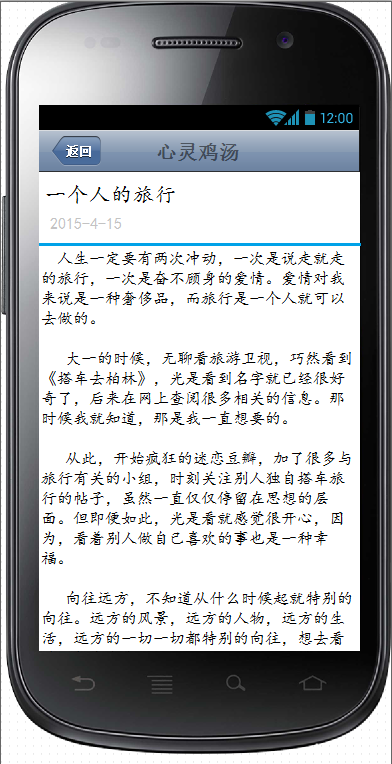 12:00
返回
心灵鸡汤
一个人的旅行
2015-4-15
人生一定要有两次冲动，一次是说走就走
的旅行，一次是奋不顾身的爱情。爱情对我
来说是一种奢侈品，而旅行是一个人就可以
去做的。
大一的时候，无聊看旅游卫视，巧然看到
《搭车去柏林》，光是看到名字就已经很好
奇了，后来在网上查阅很多相关的信息。那
时候我就知道，那是我一直想要的。
从此，开始疯狂的迷恋豆瓣，加了很多与
旅行有关的小组，时刻关注别人独自搭车旅
行的帖子，虽然一直仅仅停留在思想的层
面。但即便如此，光是看就感觉很开心，因
为，看着别人做自己喜欢的事也是一种幸
福。
向往远方，不知道从什么时候起就特别的
向往。远方的风景，远方的人物，远方的生
活，远方的一切一切都特别的向往，想去看